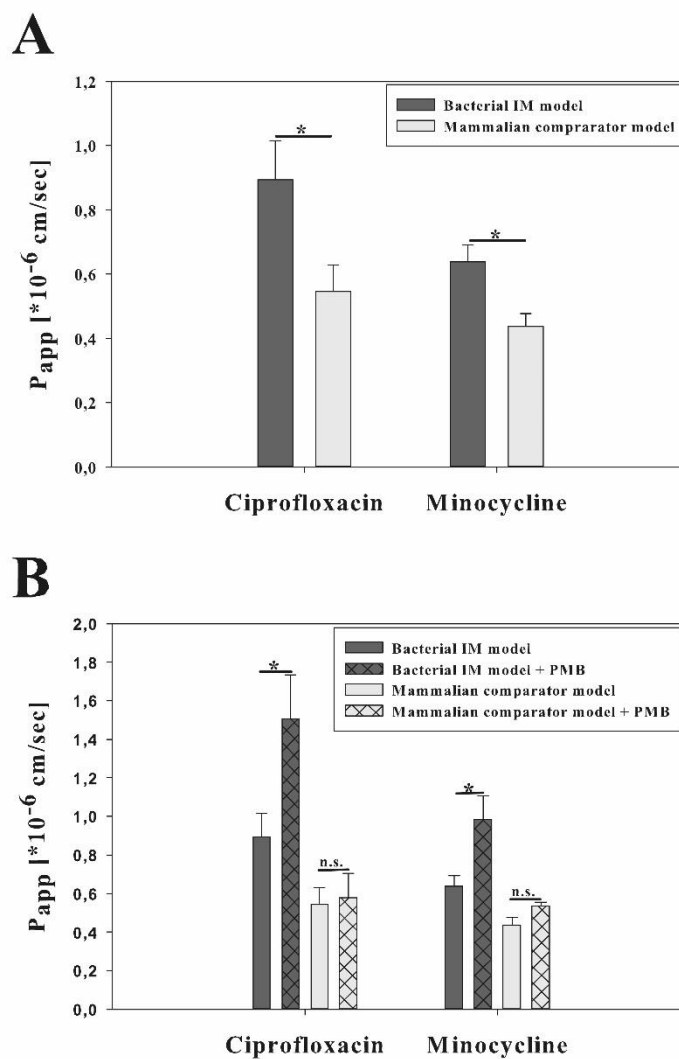 A
1,2
1,0
0,8
0,6
0,4
0,2
0,0
Papp [*10-6 cm/sec]
Bacterial IM model
Mammalian comprarator model
*
*
Ciprofloxacin
Minocycline
B
2,0
1,8
1,6
1,4
1,2
1,0
0,8
0,6
0,4
0,2
0,0
Papp [*10-6 cm/sec]
Bacterial IM model
Bacterial IM model + PMB
Mammalian comparator model
Mammalian comparator model + PMB
*
n.s.
*
n.s.
Ciprofloxacin
Minocycline